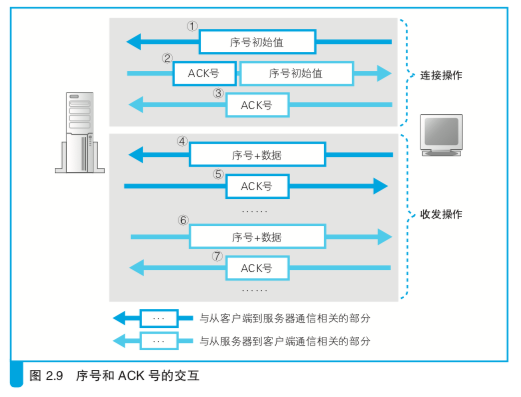 ①
序号初始值
②
ACK号 序号初始值
③
ACK号
连接操作
④
序号+数据
⑤
ACK号
……
⑥
序号+数据
⑦
ACK号
……
收发操作
… 与从客户端到服务器通信相关的部分
… 与从服务器到客户端通信相关的部分
图 2.9 序号和 ACK 号的交互